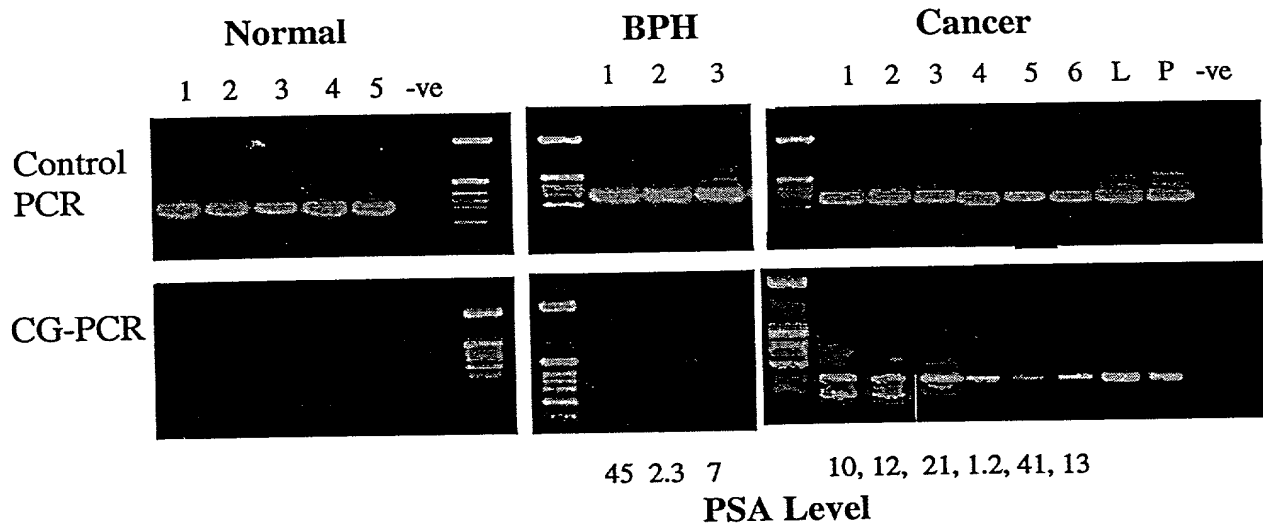 Normal BPH Cancer
1 2 3 4 5 -ve 1 2 3 1 2 3 4 5 6 L P -ve
Control
PCR
CG-PCR
45 2.3 7 10, 12, 21, 1.2, 41, 13
PSA Level